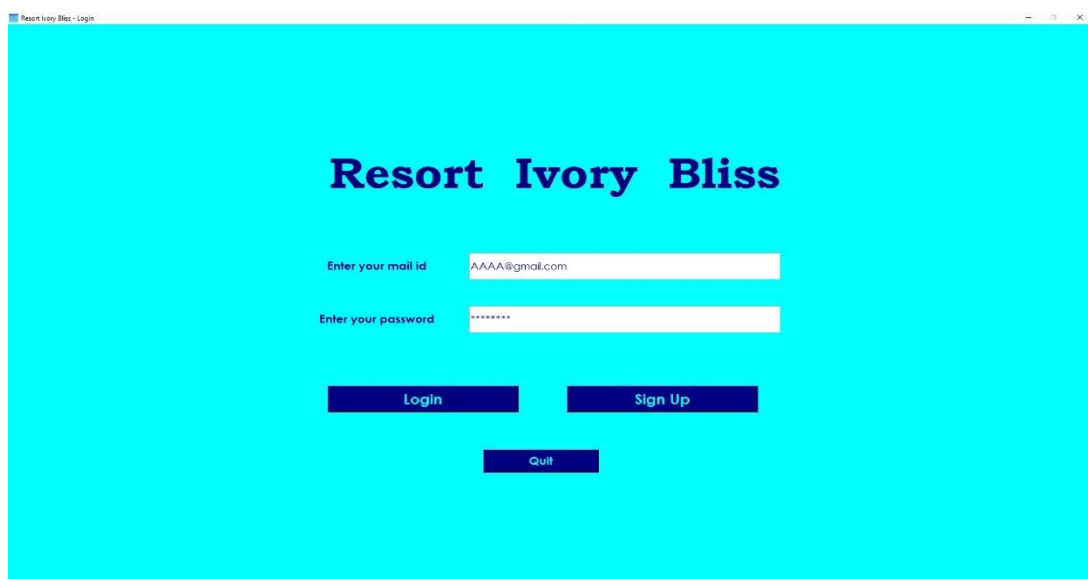 Resort Ivory Bliss - Login
Resort Ivory Bliss
Enter your mail id AAAA@gmail.com
Enter your password ********
Login Sign Up
Quit